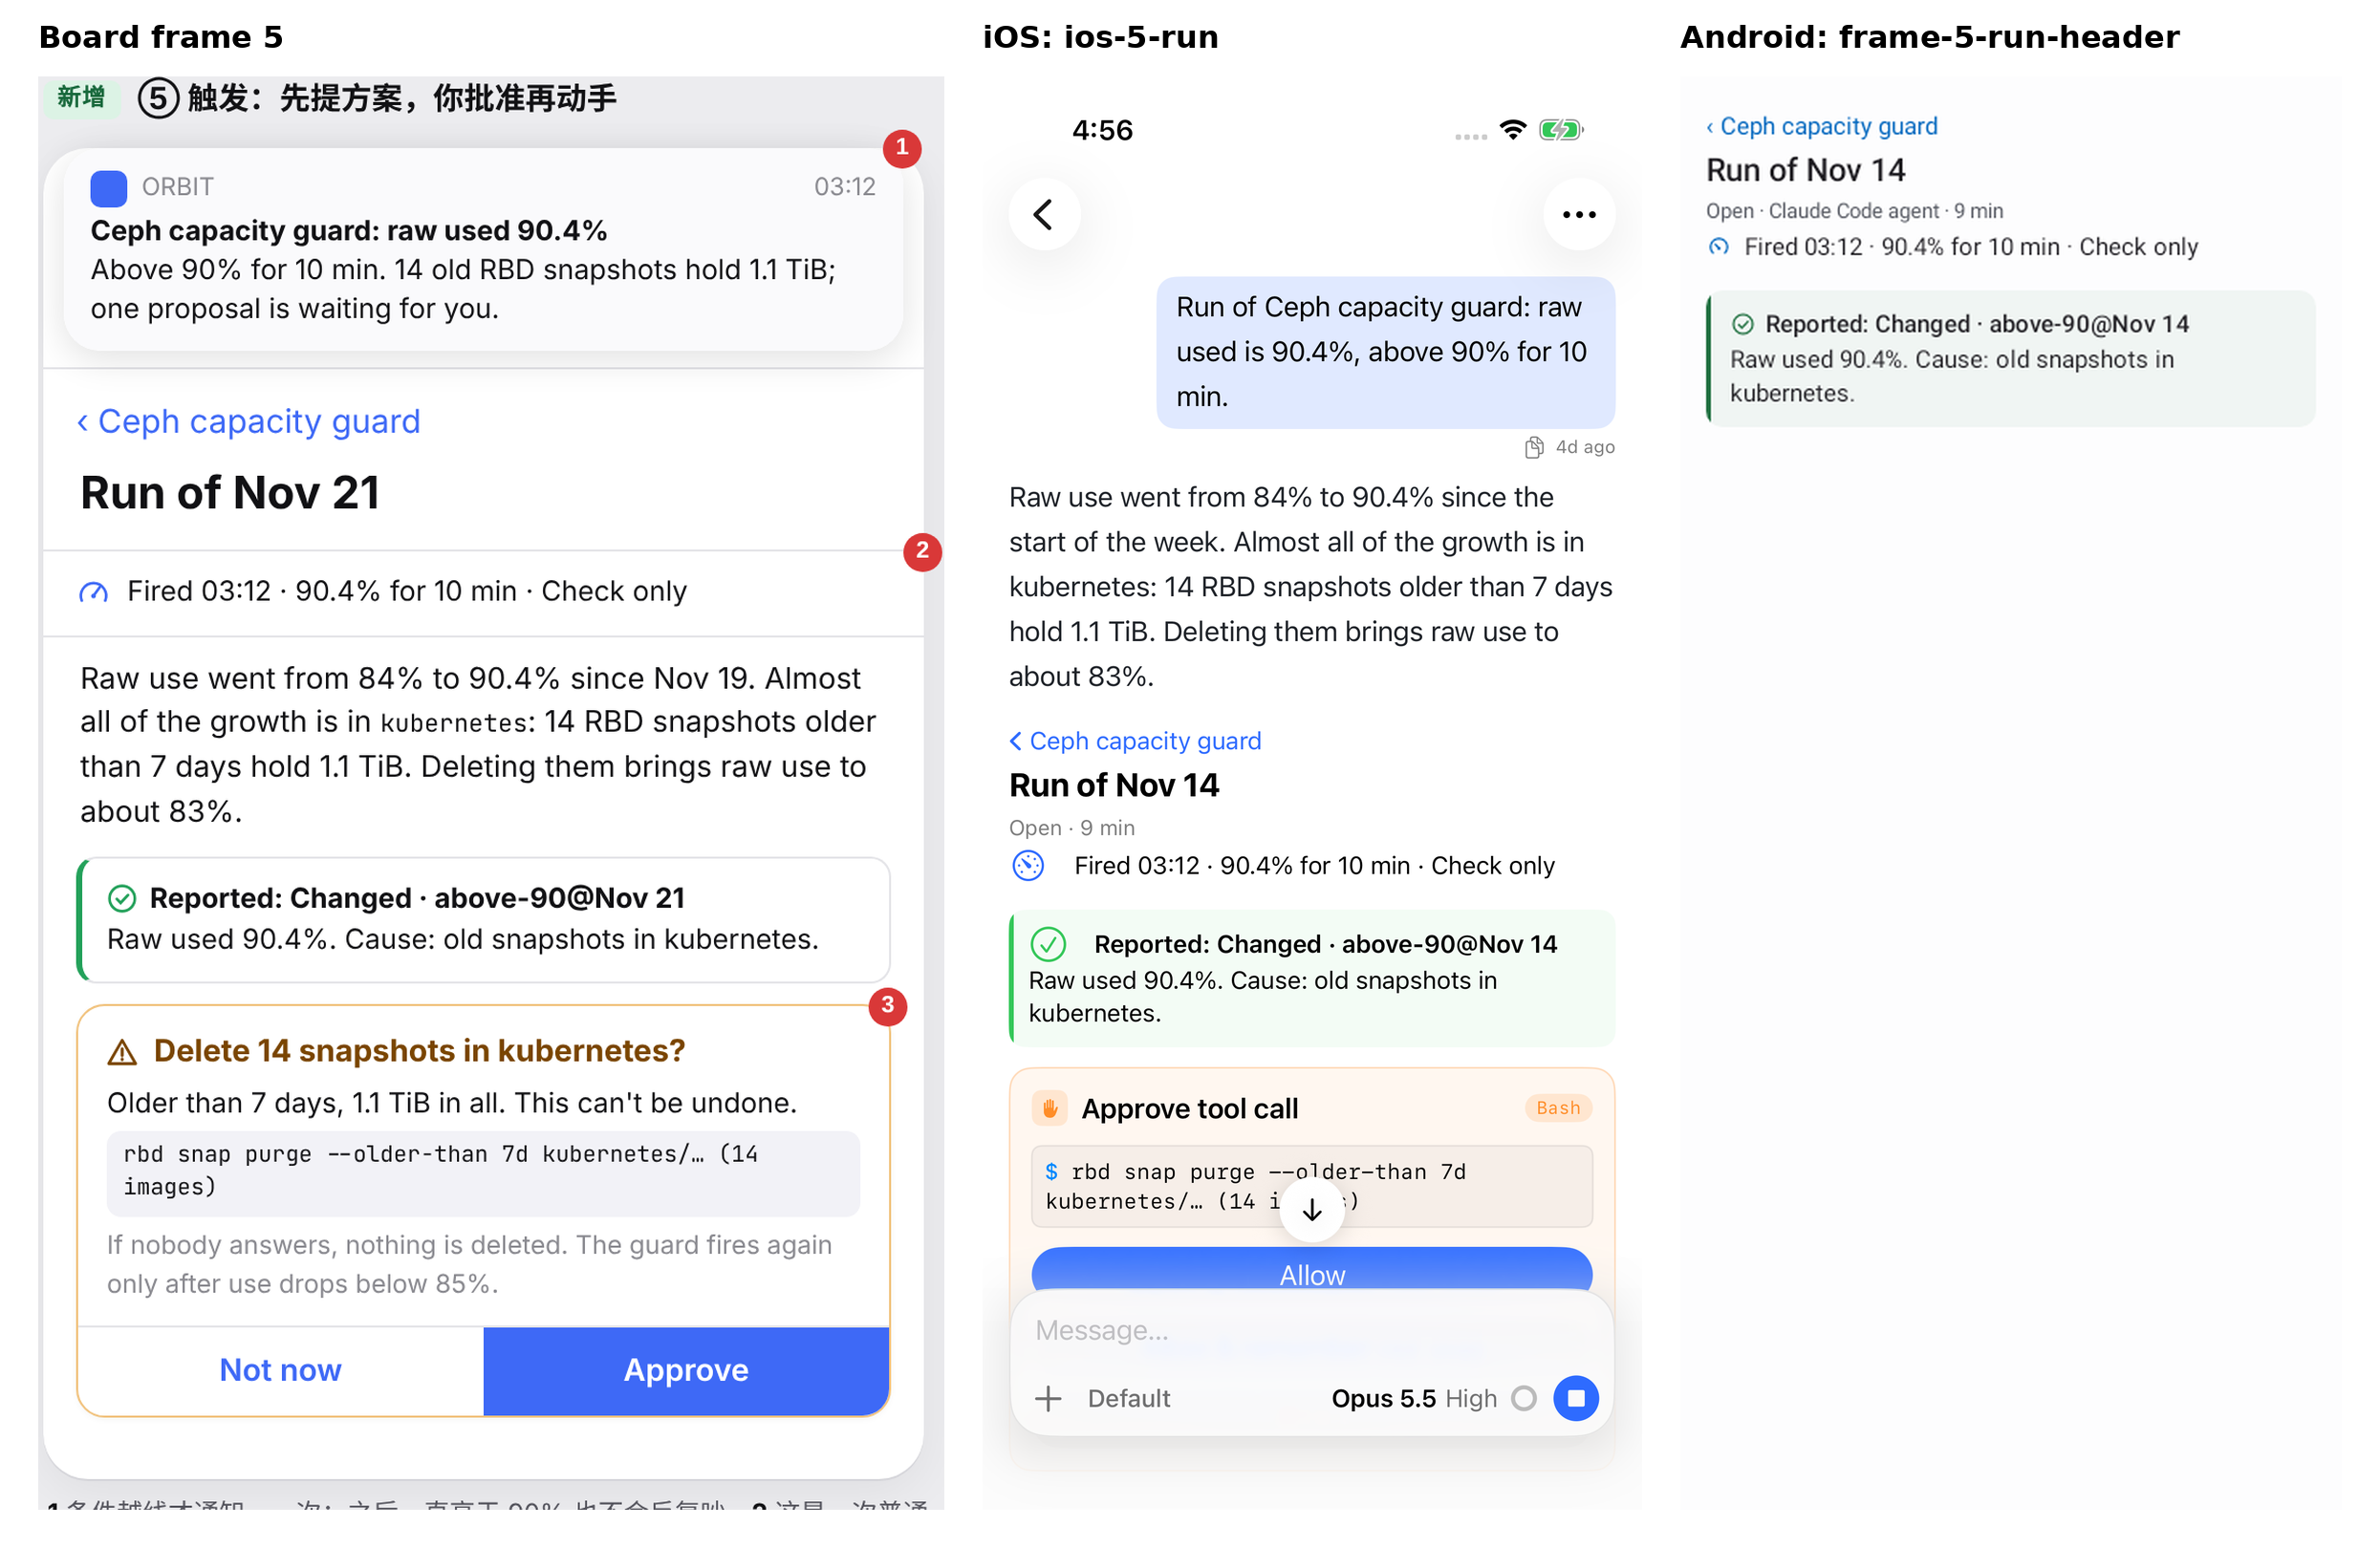 Board frame 5
新增 ⑤ 触发：先提方案，你批准再动手
1
ORBIT 03:12
Ceph capacity guard: raw used 90.4%
Above 90% for 10 min. 14 old RBD snapshots hold 1.1 TiB;
one proposal is waiting for you.
‹ Ceph capacity guard
Run of Nov 21
2
Fired 03:12 · 90.4% for 10 min · Check only
Raw use went from 84% to 90.4% since Nov 19. Almost
all of the growth is in kubernetes: 14 RBD snapshots older
than 7 days hold 1.1 TiB. Deleting them brings raw use to
about 83%.
Reported: Changed · above-90@Nov 21
Raw used 90.4%. Cause: old snapshots in kubernetes.
3
Delete 14 snapshots in kubernetes?
Older than 7 days, 1.1 TiB in all. This can't be undone.
rbd snap purge --older-than 7d kubernetes/… (14
images)
If nobody answers, nothing is deleted. The guard fires again
only after use drops below 85%.
Not now Approve
iOS: ios-5-run
4:56
Run of Ceph capacity guard: raw
used is 90.4%, above 90% for 10
min.
4d ago
Raw use went from 84% to 90.4% since the
start of the week. Almost all of the growth is in
kubernetes: 14 RBD snapshots older than 7 days
hold 1.1 TiB. Deleting them brings raw use to
about 83%.
Ceph capacity guard
Run of Nov 14
Open · 9 min
Fired 03:12 · 90.4% for 10 min · Check only
Reported: Changed · above-90@Nov 14
Raw used 90.4%. Cause: old snapshots in
kubernetes.
Approve tool call Bash
$ rbd snap purge --older-than 7d
kubernetes/… (14
Allow
Message...
Default Opus 5.5 High
Android: frame-5-run-header
‹ Ceph capacity guard
Run of Nov 14
Open · Claude Code agent · 9 min
Fired 03:12 · 90.4% for 10 min · Check only
Reported: Changed · above-90@Nov 14
Raw used 90.4%. Cause: old snapshots in
kubernetes.